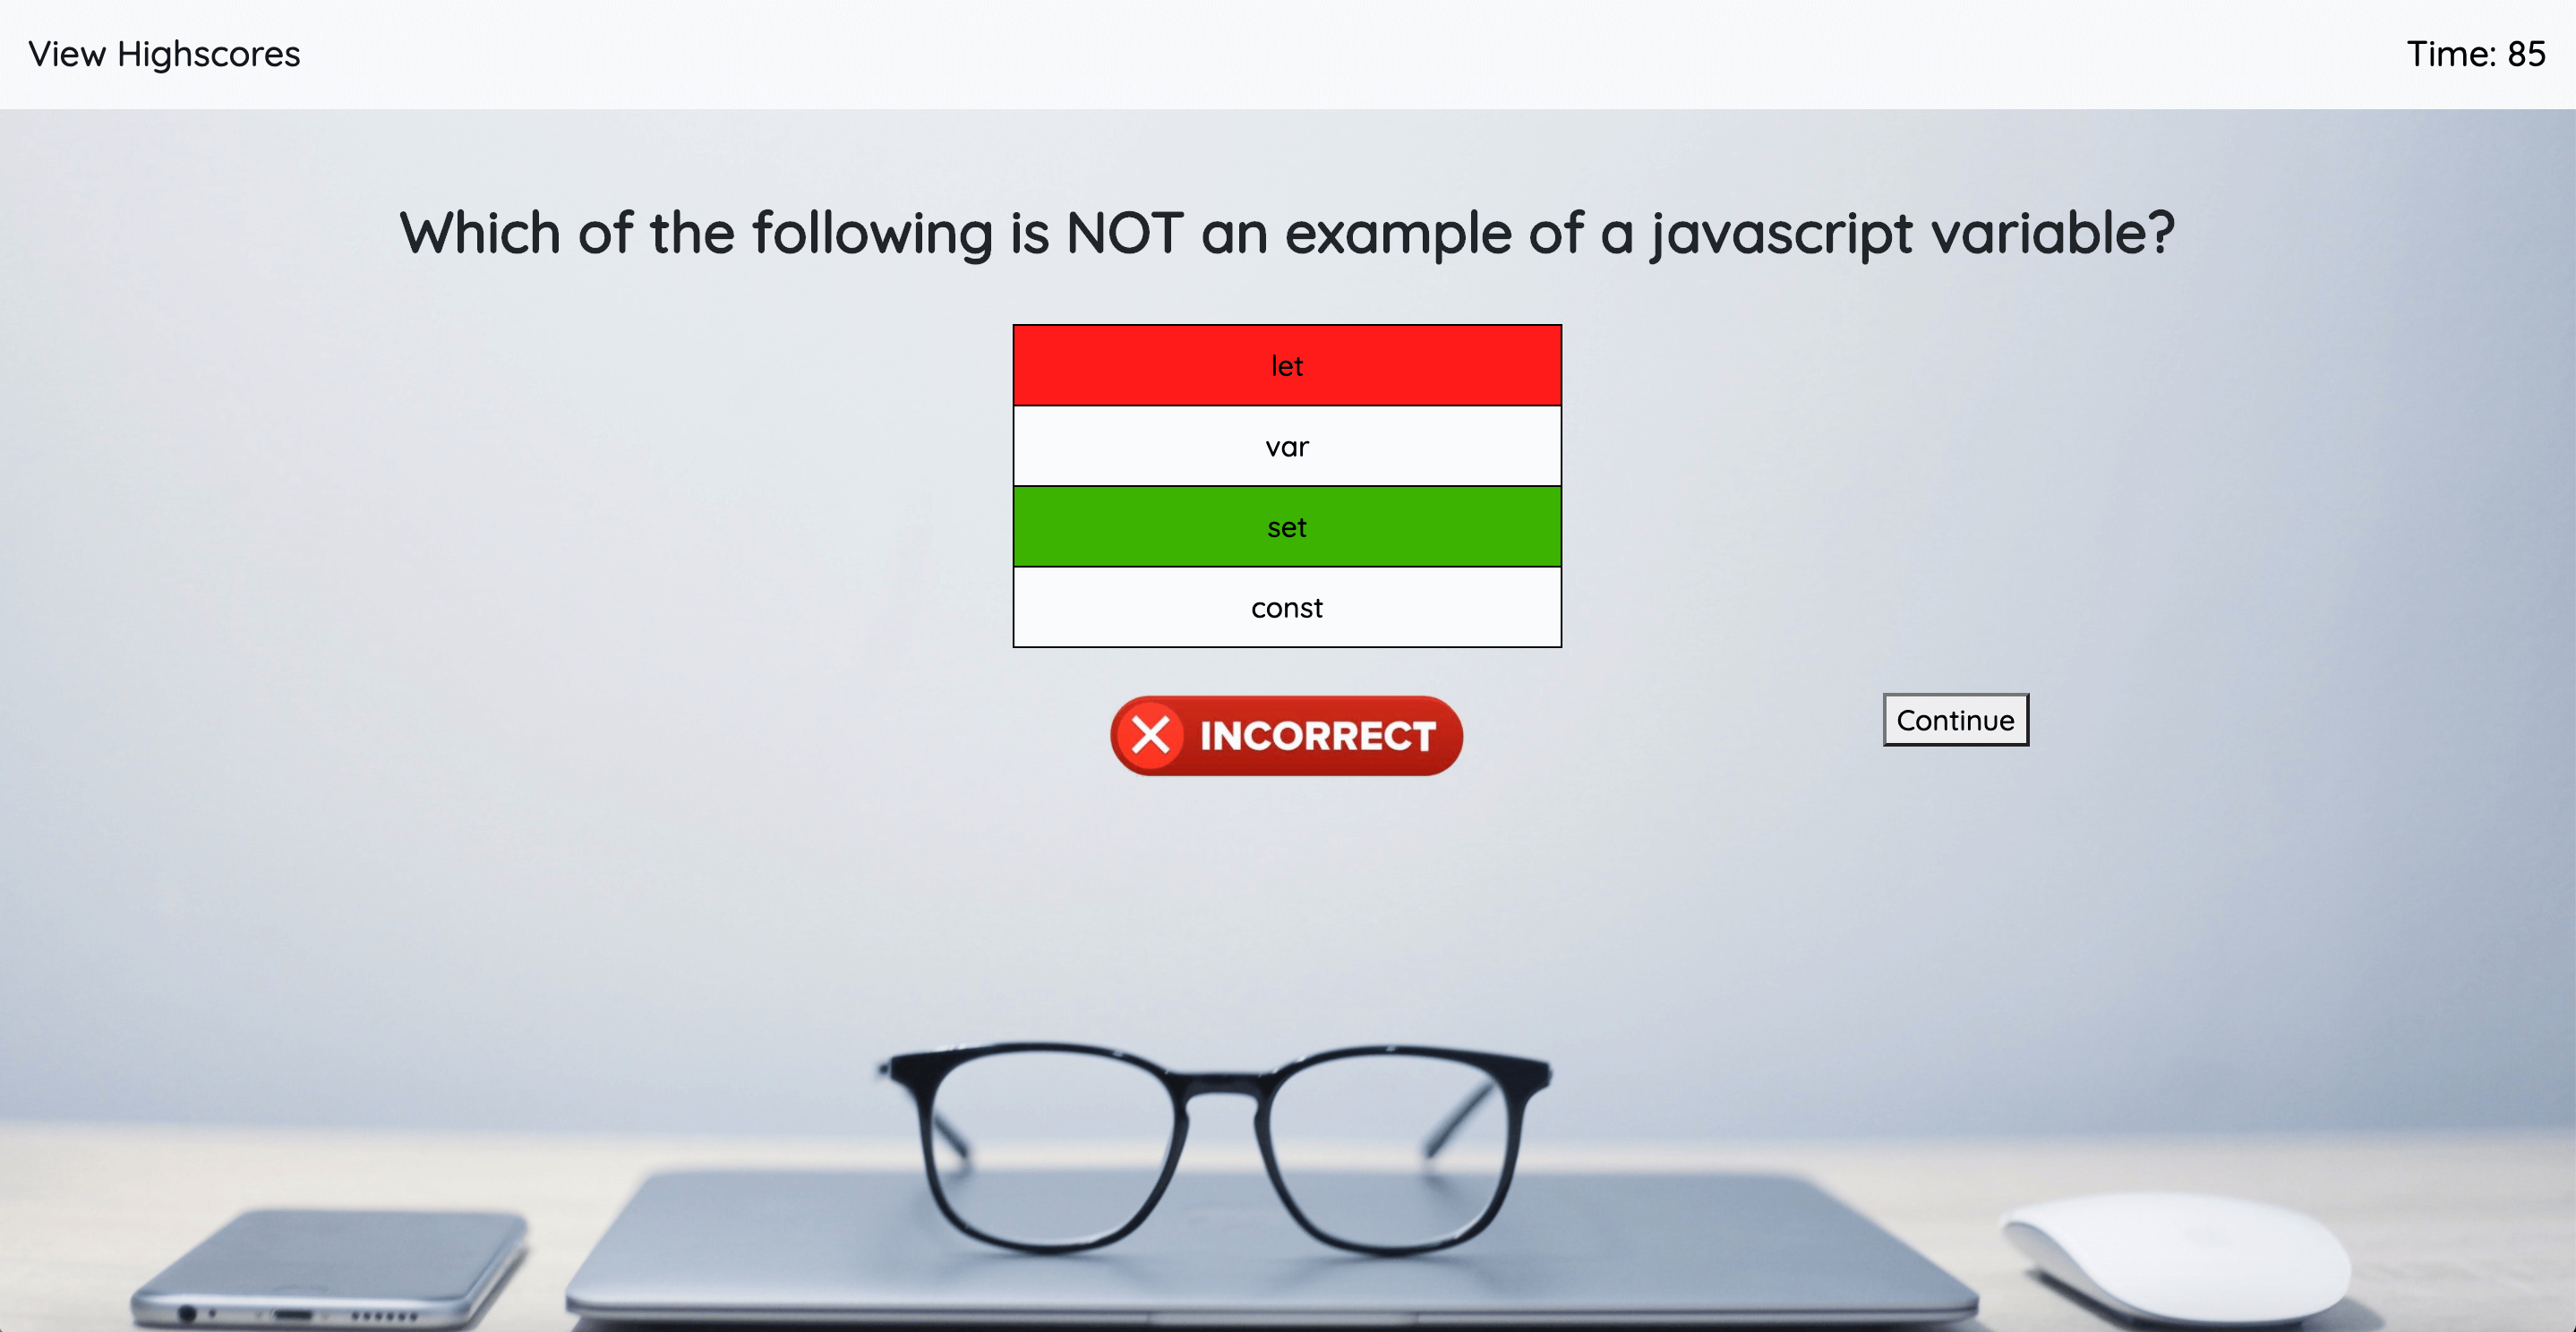 View Highscores
Time: 85
Which of the following is NOT an example of a javascript variable?
let
var
set
const
INCORRECT
Continue